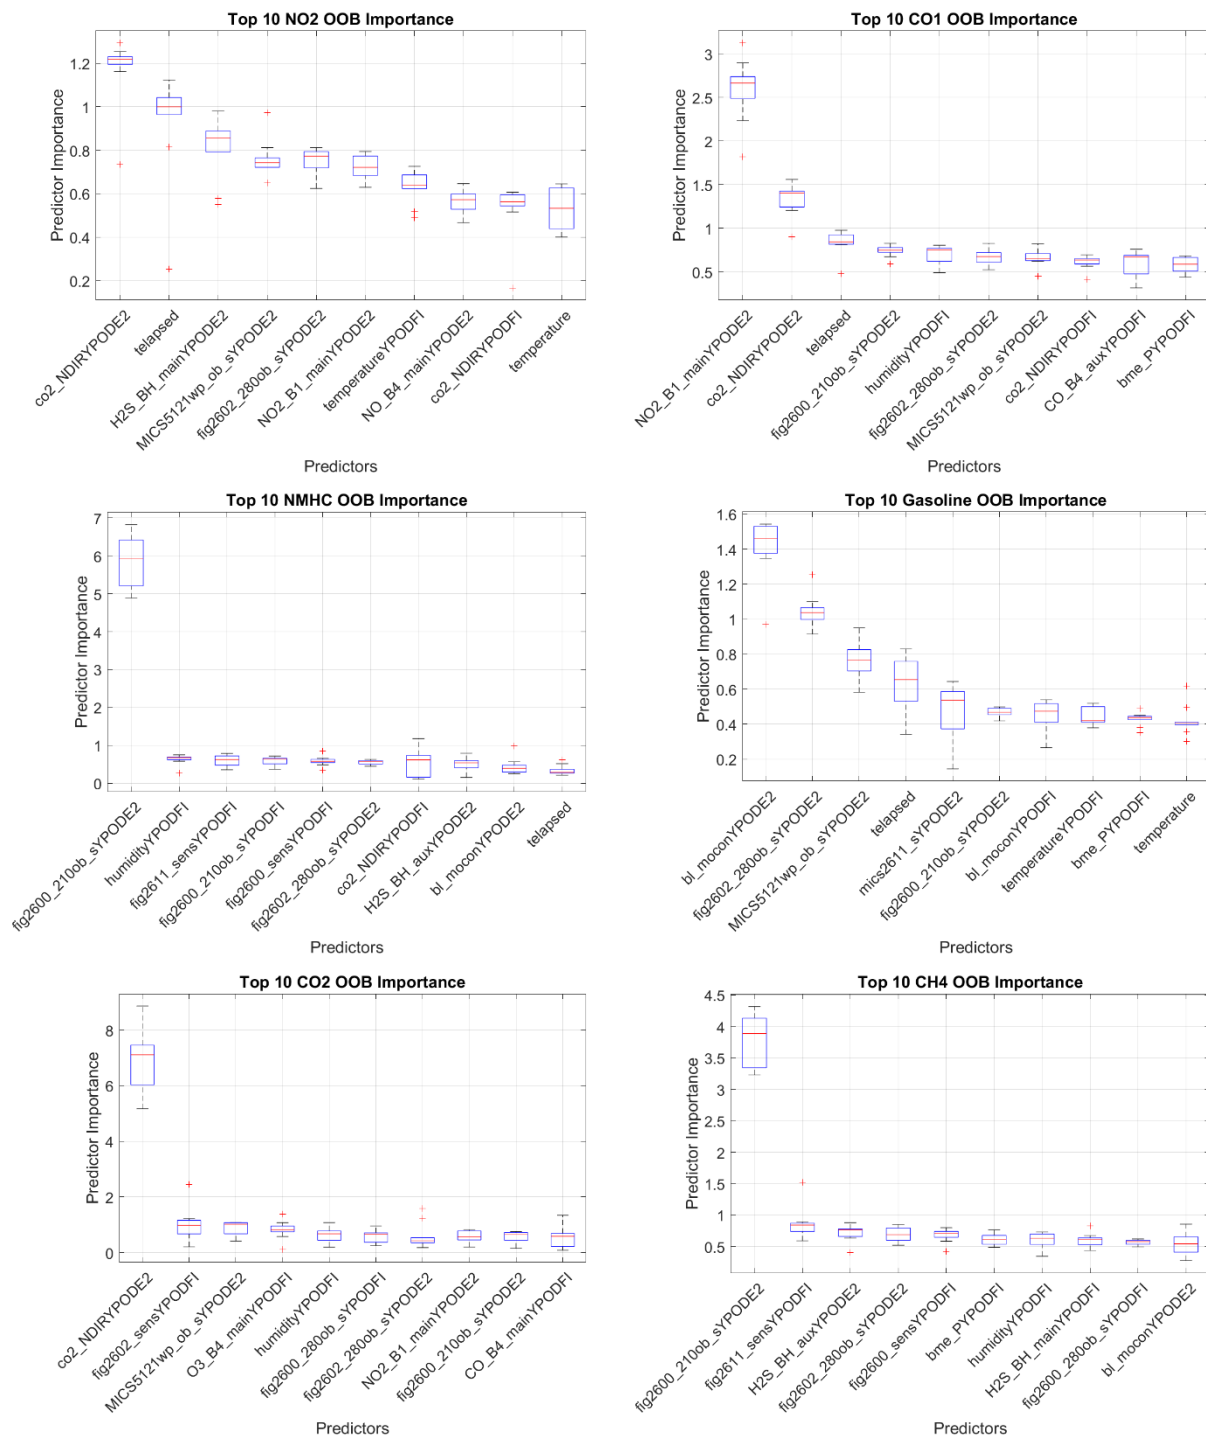 Top 10 NO2 OOB Importance
Predictor Importance
1.2
1
0.8
0.6
0.4
0.2
co2_NDIRYPODE2
telapsed
H2S_BH_mainYPODE2
MICS5121wp_ob_sYPODE2
fig2602_280ob_sYPODE2
NO2_B1_mainYPODE2
temperatureYPODFI
NO_B4_mainYPODE2
co2_NDIRYPODFI
temperature
Predictors
Top 10 CO1 OOB Importance
Predictor Importance
3
2.5
2
1.5
1
0.5
NO2_B1_mainYPODE2
co2_NDIRYPODE2
telapsed
fig2600_210ob_sYPODE2
humidityYPODFI
fig2602_280ob_sYPODE2
MICS5121wp_ob_sYPODE2
co2_NDIRYPODFI
CO_B4_auxYPODFI
bme_PYPODFI
Predictors
Top 10 NMHC OOB Importance
Predictor Importance
7
6
5
4
3
2
1
0
fig2600_210ob_sYPODE2
humidityYPODFI
fig2611_sensYPODFI
fig2600_210ob_sYPODFI
fig2600_sensYPODFI
fig2602_280ob_sYPODE2
co2_NDIRYPODFI
H2S_BH_auxYPODE2
bl_moconYPODE2
telapsed
Predictors
Top 10 Gasoline OOB Importance
Predictor Importance
1.6
1.4
1.2
1
0.8
0.6
0.4
0.2
bl_moconYPODE2
fig2602_280ob_sYPODE2
MICS5121wp_ob_sYPODE2
telapsed
mics2611_sYPODE2
fig2600_210ob_sYPODE2
bl_moconYPODFI
temperatureYPODFI
bme_PYPODFI
temperature
Predictors
Top 10 CO2 OOB Importance
Predictor Importance
8
6
4
2
0
co2_NDIRYPODE2
fig2602_sensYPODFI
MICS5121wp_ob_sYPODE2
O3_B4_mainYPODFI
humidityYPODFI
fig2600_280ob_sYPODFI
fig2602_280ob_sYPODE2
NO2_B1_mainYPODE2
fig2600_210ob_sYPODE2
CO_B4_mainYPODFI
Predictors
Top 10 CH4 OOB Importance
Predictor Importance
4.5
4
3.5
3
2.5
2
1.5
1
0.5
fig2600_210ob_sYPODE2
fig2611_sensYPODFI
H2S_BH_auxYPODE2
fig2602_280ob_sYPODE2
fig2600_sensYPODFI
bme_PYPODFI
humidityYPODFI
H2S_BH_mainYPODFI
fig2600_280ob_sYPODFI
bl_moconYPODE2
Predictors